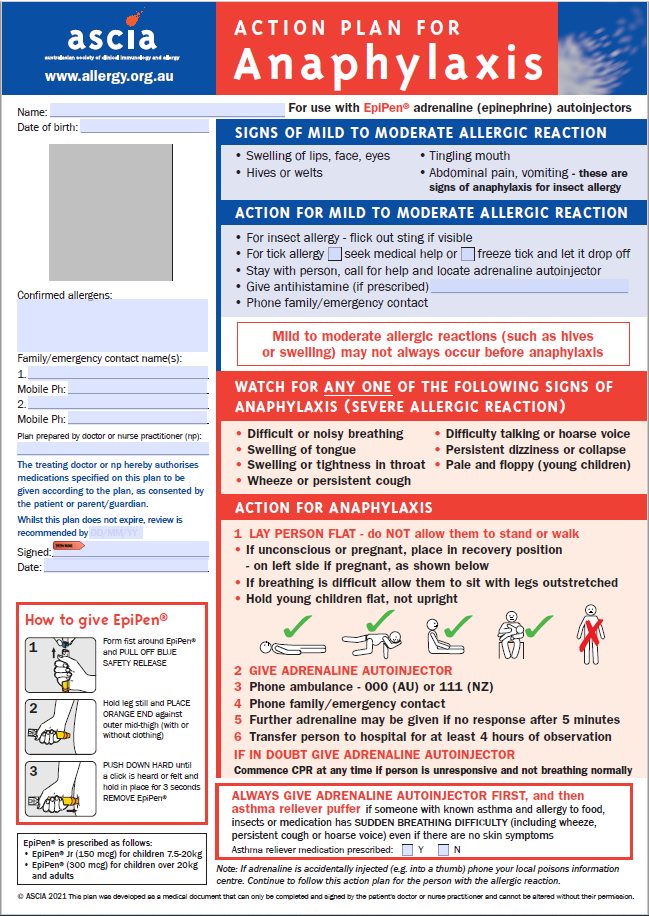 ascia
australasian society of clinical immunology and allergy
www.allergy.org.au
ACTION PLAN FOR
Anaphylaxis
Name:
For use with EpiPen® adrenaline (epinephrine) autoinjectors
Date of birth:
Confirmed allergens:
Family/emergency contact name(s):
1.
Mobile Ph:
2.
Mobile Ph:
Plan prepared by doctor or nurse practitioner (np):
The treating doctor or np hereby authorises
medications specified on this plan to be
given according to the plan, as consented by
the patient or parent/guardian.
Whilst this plan does not expire, review is
recommended by DD/MM/YY
Signed:
Date:
How to give EpiPen®
1
Form fist around EpiPen®
and PULL OFF BLUE
SAFETY RELEASE
2
Hold leg still and PLACE
ORANGE END against
outer mid-thigh (with or
without clothing)
3
PUSH DOWN HARD until
a click is heard or felt and
hold in place for 3 seconds
REMOVE EpiPen®
EpiPen® is prescribed as follows:
• EpiPen® Jr (150 mcg) for children 7.5-20kg
• EpiPen® (300 mcg) for children over 20kg
and adults
SIGNS OF MILD TO MODERATE ALLERGIC REACTION
• Swelling of lips, face, eyes
• Hives or welts
• Tingling mouth
• Abdominal pain, vomiting - these are
signs of anaphylaxis for insect allergy
ACTION FOR MILD TO MODERATE ALLERGIC REACTION
• For insect allergy - flick out sting if visible
• For tick allergy seek medical help or freeze tick and let it drop off
• Stay with person, call for help and locate adrenaline autoinjector
• Give antihistamine (if prescribed)
• Phone family/emergency contact
Mild to moderate allergic reactions (such as hives
or swelling) may not always occur before anaphylaxis
WATCH FOR ANY ONE OF THE FOLLOWING SIGNS OF
ANAPHYLAXIS (SEVERE ALLERGIC REACTION)
• Difficult or noisy breathing
• Swelling of tongue
• Swelling or tightness in throat
• Wheeze or persistent cough
• Difficulty talking or hoarse voice
• Persistent dizziness or collapse
• Pale and floppy (young children)
ACTION FOR ANAPHYLAXIS
1 LAY PERSON FLAT - do NOT allow them to stand or walk
• If unconscious or pregnant, place in recovery position
- on left side if pregnant, as shown below
• If breathing is difficult allow them to sit with legs outstretched
• Hold young children flat, not upright
2 GIVE ADRENALINE AUTOINJECTOR
3 Phone ambulance - 000 (AU) or 111 (NZ)
4 Phone family/emergency contact
5 Further adrenaline may be given if no response after 5 minutes
6 Transfer person to hospital for at least 4 hours of observation
IF IN DOUBT GIVE ADRENALINE AUTOINJECTOR
Commence CPR at any time if person is unresponsive and not breathing normally
ALWAYS GIVE ADRENALINE AUTOINJECTOR FIRST, and then
asthma reliever puffer if someone with known asthma and allergy to food,
insects or medication has SUDDEN BREATHING DIFFICULTY (including wheeze,
persistent cough or hoarse voice) even if there are no skin symptoms
Asthma reliever medication prescribed: Y N
Note: If adrenaline is accidentally injected (e.g. into a thumb) phone your local poisons information
centre. Continue to follow this action plan for the person with the allergic reaction.
© ASCIA 2021 This plan was developed as a medical document that can only be completed and signed by the patient's doctor or nurse practitioner and cannot be altered without their permission.